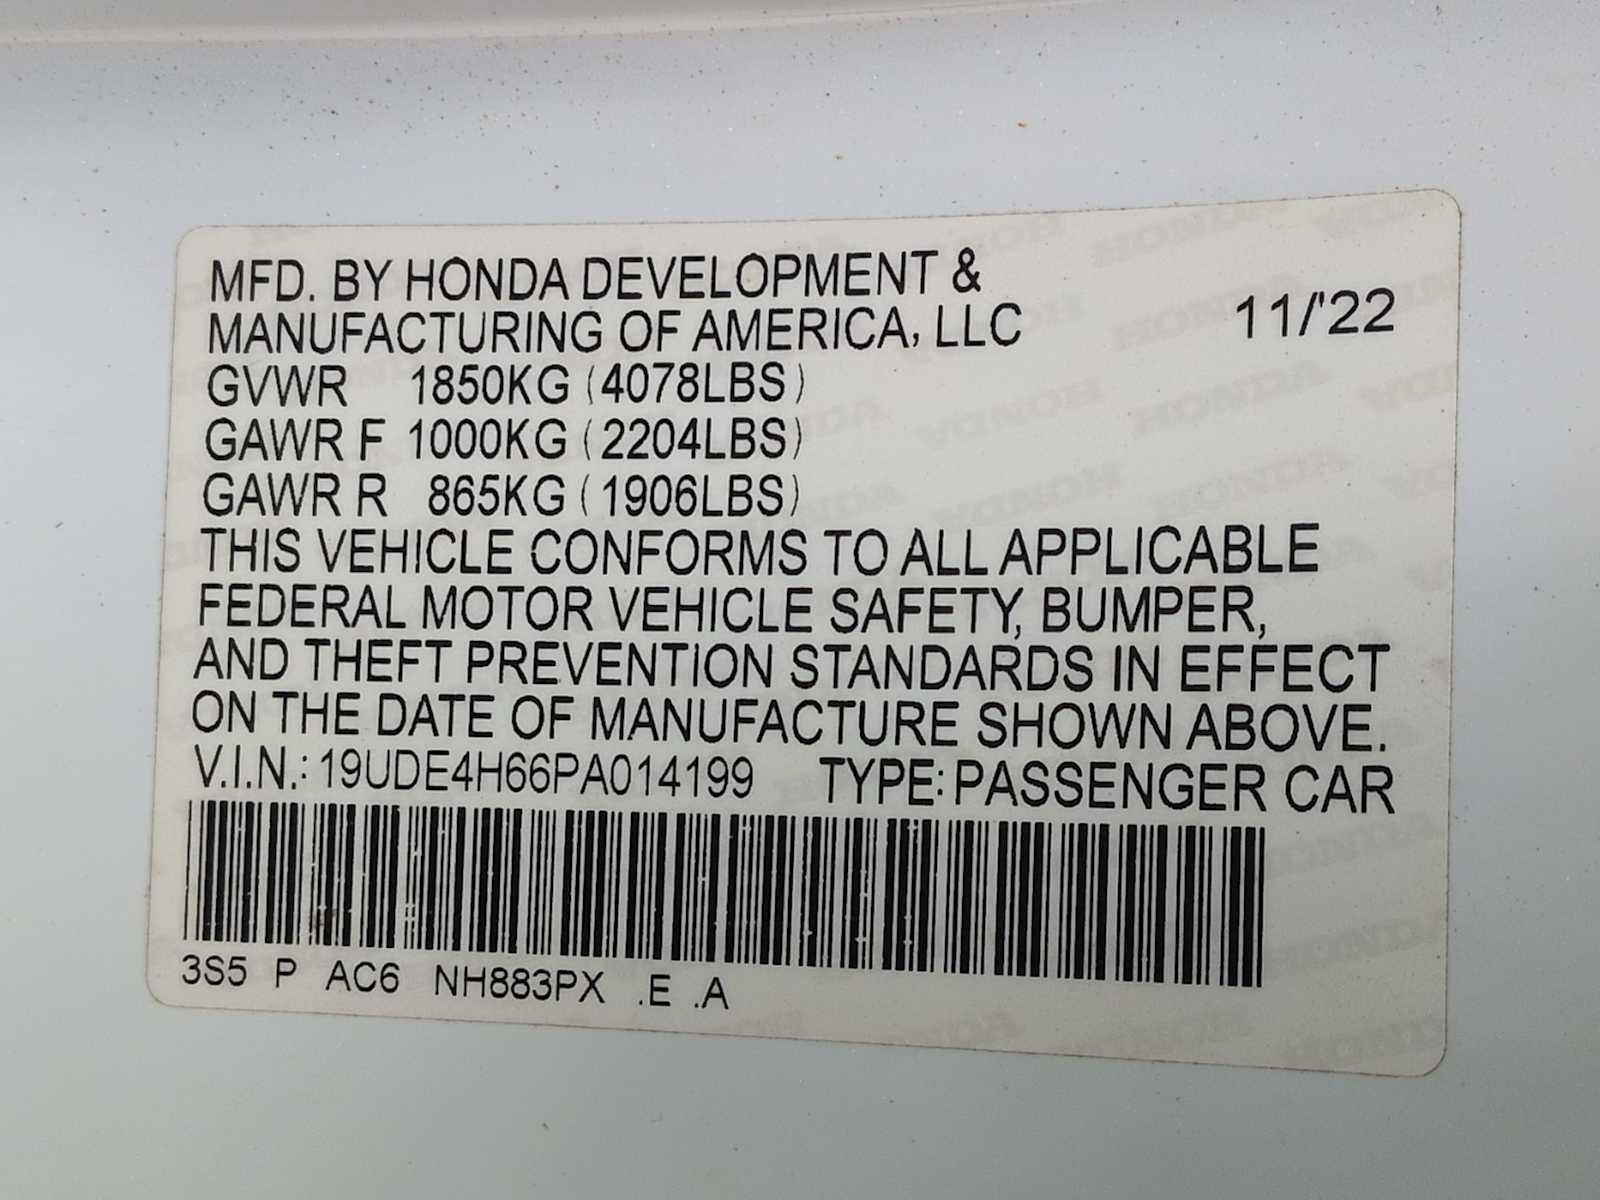 MFD. BY HONDA DEVELOPMENT &
MANUFACTURING OF AMERICA, LLC 11/'22
GVWR 1850KG (4078LBS)
GAWR F 1000KG (2204LBS)
GAWR R 865KG (1906LBS)
THIS VEHICLE CONFORMS TO ALL APPLICABLE
FEDERAL MOTOR VEHICLE SAFETY, BUMPER,
AND THEFT PREVENTION STANDARDS IN EFFECT
ON THE DATE OF MANUFACTURE SHOWN ABOVE.
V.I.N.: 19UDE4H66PA014199 TYPE: PASSENGER CAR
3S5 P AC6 NH883PX .E .A